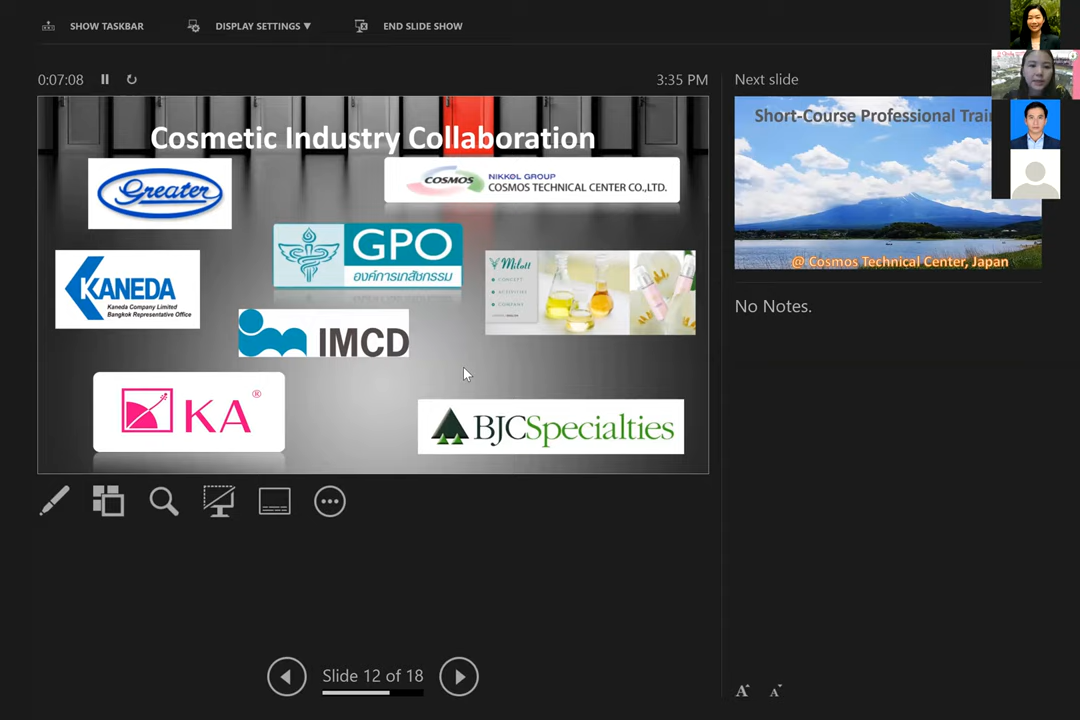 SHOW TASKBAR
DISPLAY SETTINGS ▼
END SLIDE SHOW
0:07:08
3:35 PM
Next slide
Cosmetic Industry Collaboration
Greater
COSMOS
NIKKOL GROUP
COSMOS TECHNICAL CENTER CO.,LTD.
GPO
องค์การเภสัชกรรม
KANEDA
Kaneda Company Limited
Bangkok Representative Office
Milott
CONCEPT
IMCD
KA®
BJCSpecialties
Short-Course Professional Trai
@ Cosmos Technical Center, Japan
No Notes.
Slide 12 of 18
A A